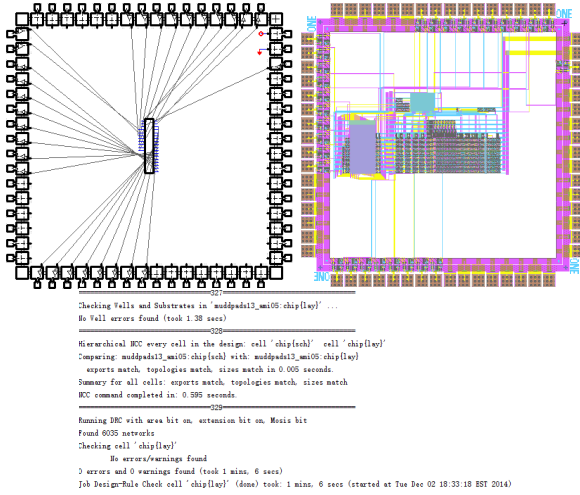 ONE
ONE
ONE
ONE
327
Checking Wells and Substrates in 'muddpads13_ami05:chip{lay}' ...
No Well errors found (took 1.38 secs)
328
Hierarchical NCC every cell in the design: cell 'chip{sch}'  cell 'chip{lay}'
Comparing: muddpads13_ami05:chip{sch} with: muddpads13_ami05:chip{lay}
exports match, topologies match, sizes match in 0.005 seconds.
Summary for all cells: exports match, topologies match, sizes match
NCC command completed in: 0.595 seconds.
329
Running DRC with area bit on, extension bit on, Mosis bit
Found 6035 networks
Checking cell 'chip{lay}'
No errors/warnings found
0 errors and 0 warnings found (took 1 mins, 6 secs)
Job Design-Rule Check cell 'chip{lay}' (done) took: 1 mins, 6 secs (started at Tue Dec 02 18:33:18 EST 2014)